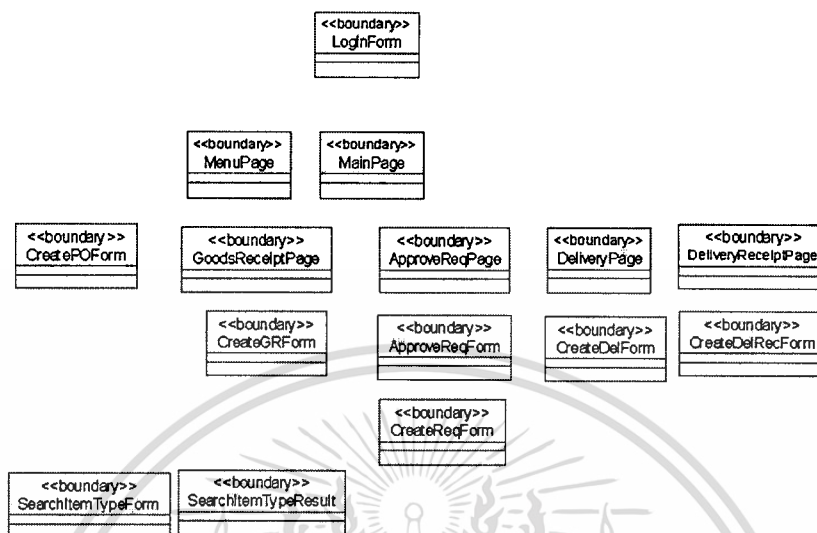 <<boundary>>
LogInForm
<<boundary>>
MenuPage
<<boundary>>
MainPage
<<boundary>>
CreatePOForm
<<boundary>>
GoodsReceiptPage
<<boundary>>
ApproveReqPage
<<boundary>>
DeliveryPage
<<boundary>>
DeliveryReceiptPage
<<boundary>>
CreateGRForm
<<boundary>>
ApproveReqForm
<<boundary>>
CreateDelForm
<<boundary>>
CreateDelRecForm
<<boundary>>
CreateReqForm
<<boundary>>
SearchItemTypeForm
<<boundary>>
SearchItemTypeResult